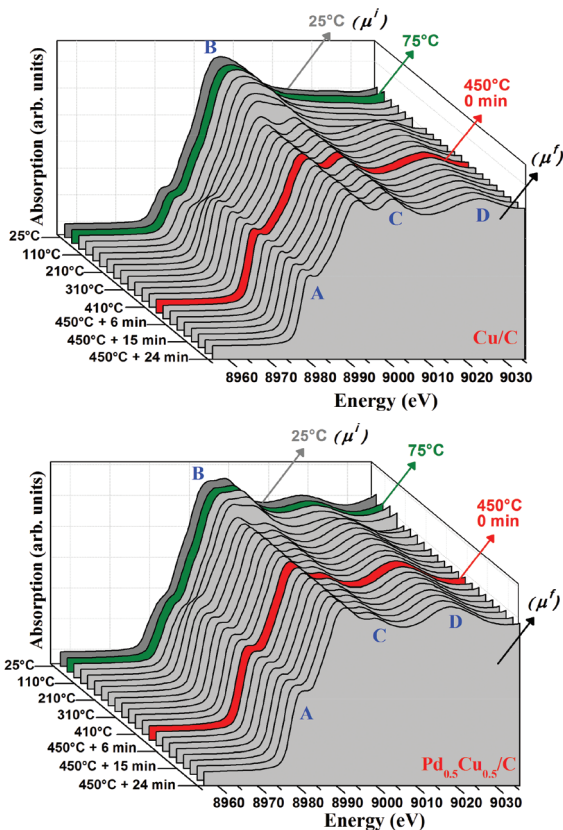 25°C (μⁱ)
B
75°C
450°C
0 min
(μᶠ)
Absorption (arb. units)
C
D
A
25°C
110°C
210°C
310°C
410°C
450°C + 6 min
450°C + 15 min
450°C + 24 min
Cu/C
8960 8970 8980 8990 9000 9010 9020 9030
Energy (eV)
25°C (μⁱ)
B
75°C
450°C
0 min
(μᶠ)
Absorption (arb. units)
C
D
A
25°C
110°C
210°C
310°C
410°C
450°C + 6 min
450°C + 15 min
450°C + 24 min
Pd₀.₅Cu₀.₅/C
8960 8970 8980 8990 9000 9010 9020 9030
Energy (eV)